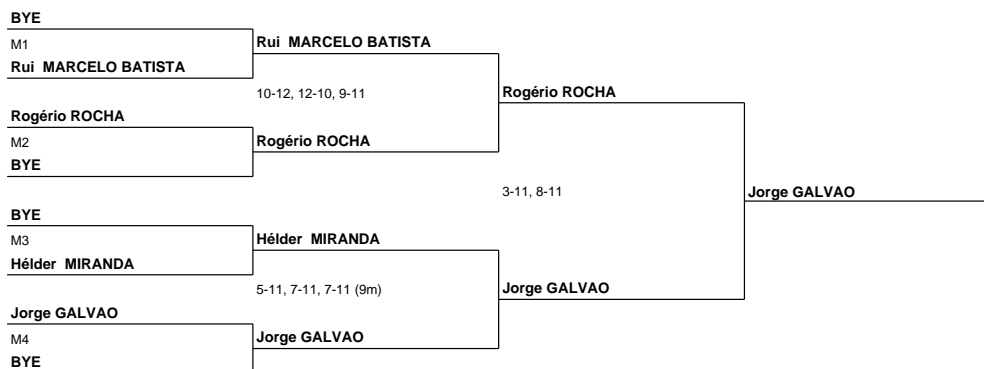 BYE
M1
Rui  MARCELO BATISTA
Rui  MARCELO BATISTA
10-12, 12-10, 9-11
Rogério ROCHA
Rogério ROCHA
M2
BYE
Rogério ROCHA
3-11, 8-11
Jorge GALVAO
BYE
M3
Hélder  MIRANDA
Hélder  MIRANDA
5-11, 7-11, 7-11 (9m)
Jorge GALVAO
Jorge GALVAO
M4
BYE
Jorge GALVAO